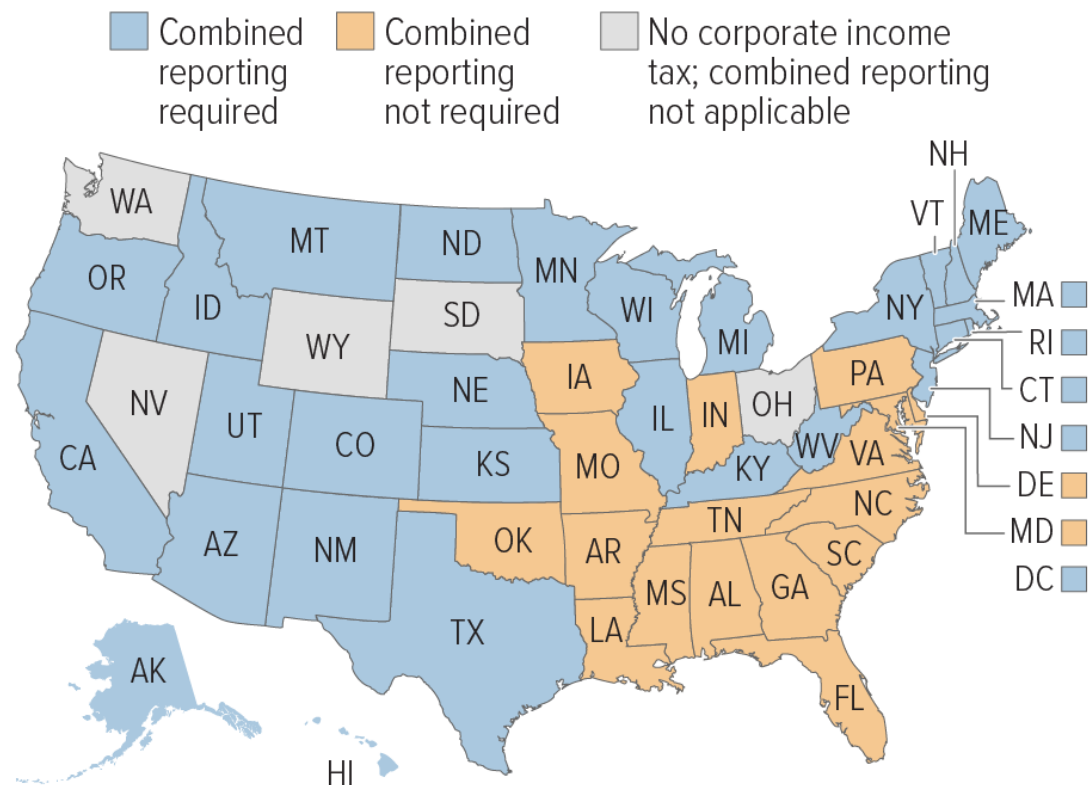 Combined
reporting
required
Combined
reporting
not required
No corporate income
tax; combined reporting
not applicable
NH
WA
VT
ME
MT
ND
MN
OR
ID
WI
NY
MA
SD
MI
RI
WY
IA
PA
CT
NE
NV
OH
IL
IN
UT
CO
NJ
CA
WV
VA
KS
KY
MO
DE
NC
TN
MD
OK
AZ
NM
AR
SC
DC
MS
AL
GA
LA
TX
AK
FL
HI